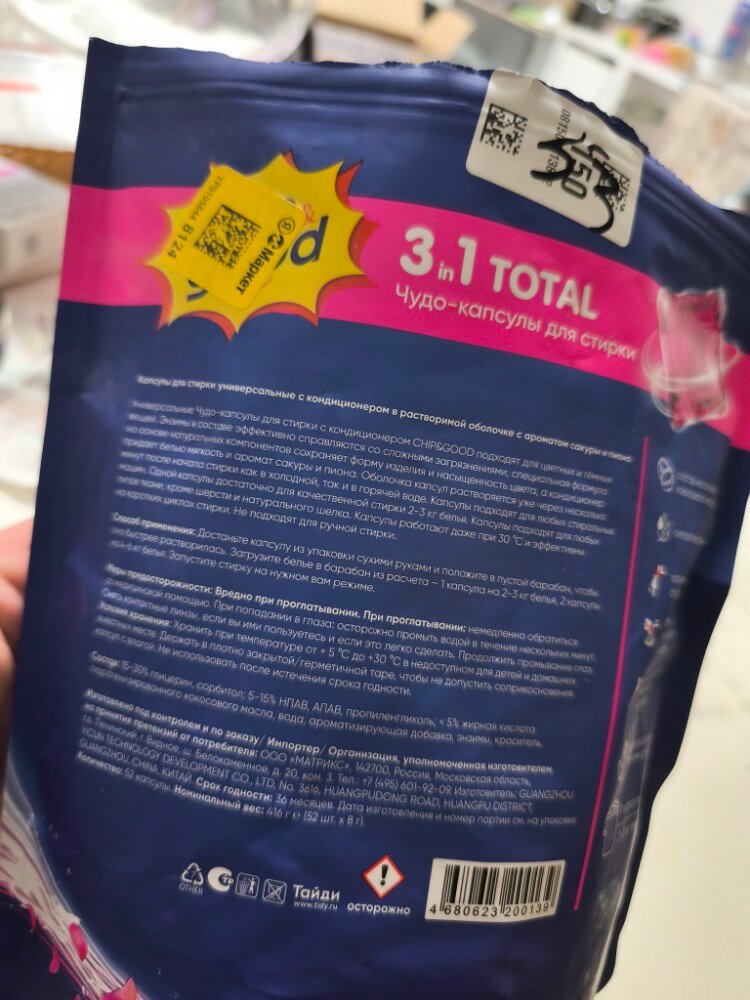 50
Я Маркет
8124
3 in 1 TOTAL
Чудо-капсулы для стирки
Капсулы для стирки универсальные с кондиционером в растворимой оболочке с ароматом сакуры и пиона
Универсальные Чудо-капсулы для стирки с кондиционером CHIP&GOOD подходят для цветных и тёмных
вещей. Энзимы в составе эффективно справляются со сложными загрязнениями, специальная формула
на основе натуральных компонентов сохраняет форму изделия и насыщенность цвета, а кондиционер
придает белью мягкость и аромат сакуры и пиона. Оболочка капсул растворяется уже через несколько
минут после начала стирки как в холодной, так и в горячей воде. Капсулы подходят для любых стиральных
машин. Одной капсулы достаточно для качественной стирки 2-3 кг белья. Капсулы подходят для любых
типов ткани, кроме шерсти и натурального шелка. Капсулы работают даже при 30 °C и эффективны
на коротких циклах стирки. Не подходят для ручной стирки.
Способ применения: Достаньте капсулу из упаковки сухими руками и положите в пустой барабан, чтобы
она быстрее растворилась. Загрузите белье в барабан из расчета – 1 капсула на 2-3 кг белья; 2 капсулы
на 4-6 кг белья. Запустите стирку на нужном вам режиме.
Меры предосторожности: Вредно при проглатывании. При проглатывании: немедленно обратиться
за медицинской помощью. При попадании в глаза: осторожно промыть водой в течение нескольких минут.
Снять контактные линзы, если вы ими пользуетесь и если это легко сделать. Продолжить промывание глаз.
Условия хранения: Хранить при температуре от + 5 °C до +30 °C в недоступном для детей и домашних
животных месте. Держать в плотно закрытой/герметичной таре, чтобы не допустить соприкосновения
капсул с влагой. Не использовать после истечения срока годности.
Состав: 15-30% глицерин, сорбитол; 5-15% НПАВ, АПАВ, пропиленгликоль; < 5% жирная кислота
гидрогенизированного кокосового масла, вода, ароматизирующая добавка, энзимы, краситель.
Изготовлено под контролем и по заказу/ Импортер/ Организация, уполномоченная изготовителем
на принятие претензий от потребителя: ООО «МАТРИКС», 142700, Россия, Московская область,
г.о. Ленинский, г. Видное, ш. Белокаменное, д. 20, ком. 3. Тел.: +7 (495) 601-92-09. Изготовитель: GUANGZHOU
YICUN TECHNOLOGY DEVELOPMENT CO., LTD, No. 3616, HUANGPUDONG ROAD, HUANGPU DISTRICT,
GUANGZHOU, CHINA, КИТАЙ. Срок годности: 36 месяцев. Дата изготовления и номер партии см. на упаковке.
Количество: 52 капсулы. Номинальный вес: 416 г е (52 шт. х 8 г).
7
OTHER
Тайди
www.tidy.ru
осторожно
4 680623 200139